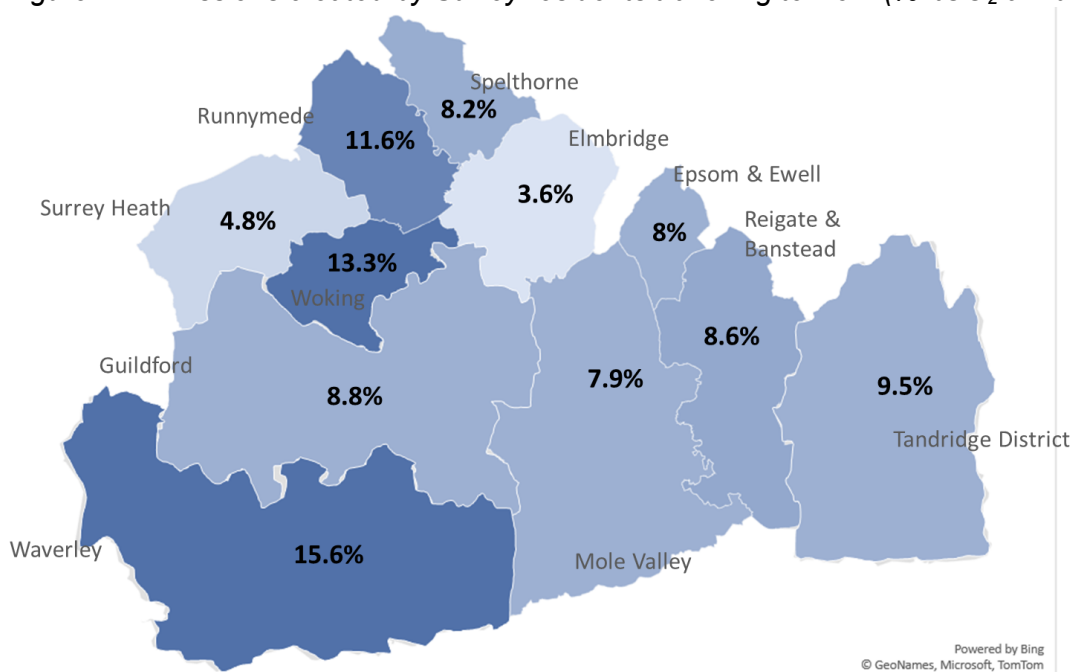 Spelthorne
8.2%
Runnymede
11.6%
Elmbridge
3.6%
Epsom & Ewell
8%
Surrey Heath
4.8%
Reigate &
Banstead
8.6%
13.3%
Woking
Guildford
8.8%
7.9%
9.5%
Tandridge District
Waverley
15.6%
Mole Valley
Powered by Bing
© GeoNames, Microsoft, TomTom